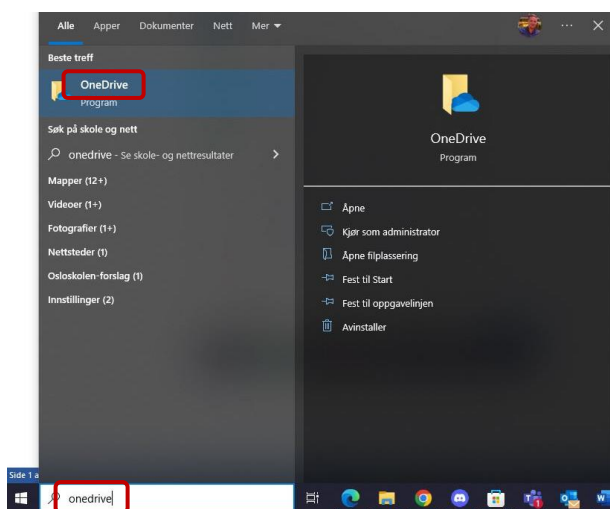 Alle Apper Dokumenter Nett Mer
Beste treff
OneDrive
Program
Søk på skole og nett
onedrive - Se skole- og nettresultater
Mapper (12+)
Videoer (1+)
Fotografier (1+)
Nettsteder (1)
Osloskolen-forslag (1)
Innstillinger (2)
OneDrive
Program
Åpne
Kjør som administrator
Åpne filplassering
Fest til Start
Fest til oppgavelinjen
Avinstaller
Side 1 a
onedrive